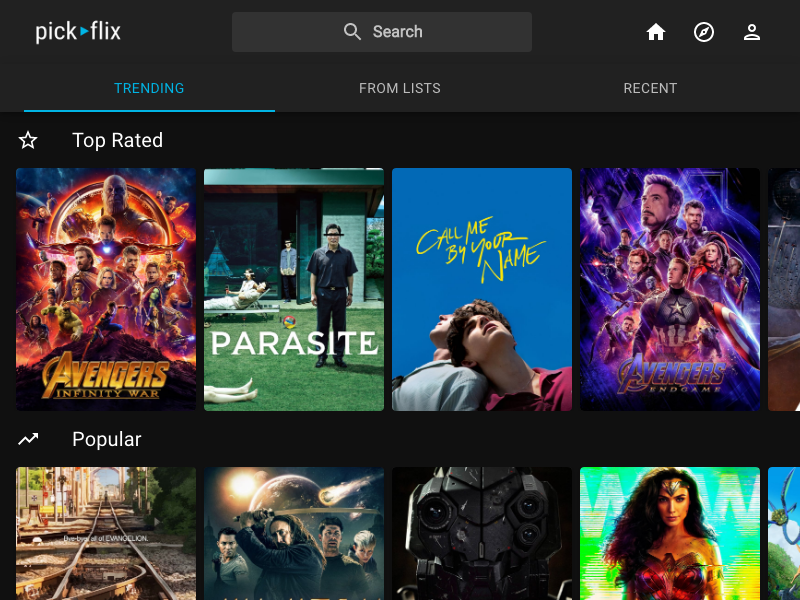 pick flix
Search
TRENDING
FROM LISTS
RECENT
Top Rated
AVENGERS
INFINITY WAR
PARASITE
CALL ME
BY YOUR
NAME
AVENGERS
ENDGAME
Popular
Bye-bye, all of EVANGELION.